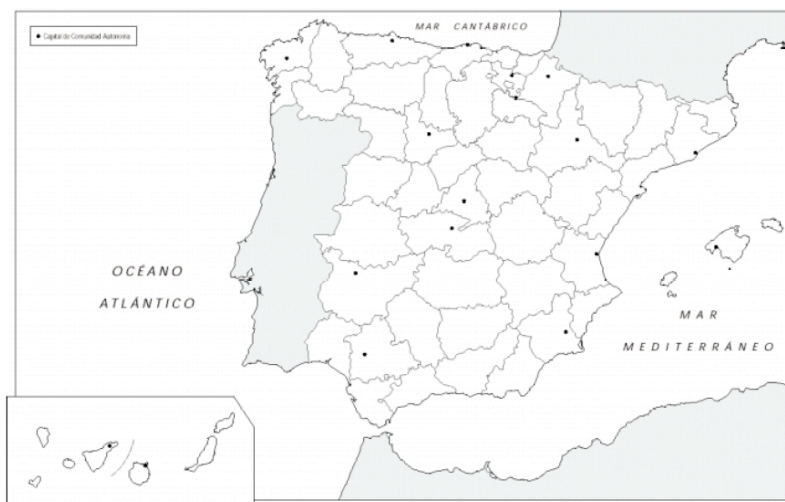 MAR CANTÁBRICO
Capital de Comunidad Autónoma
OCÉANO
ATLÁNTICO
MAR
MEDITERRÁNEO